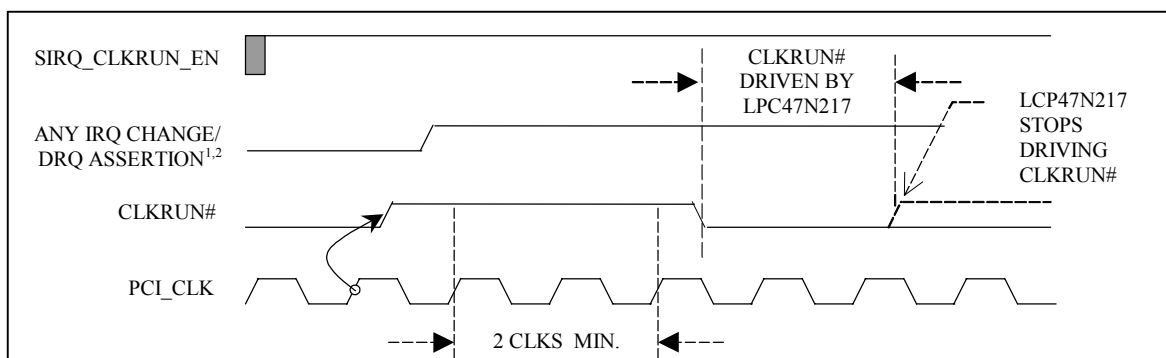 SIRQ_CLKRUN_EN
CLKRUN#
DRIVEN BY
LPC47N217
LCP47N217
STOPS
DRIVING
CLKRUN#
ANY IRQ CHANGE/
DRQ ASSERTION1,2
CLKRUN#
PCI_CLK
2 CLKS MIN.